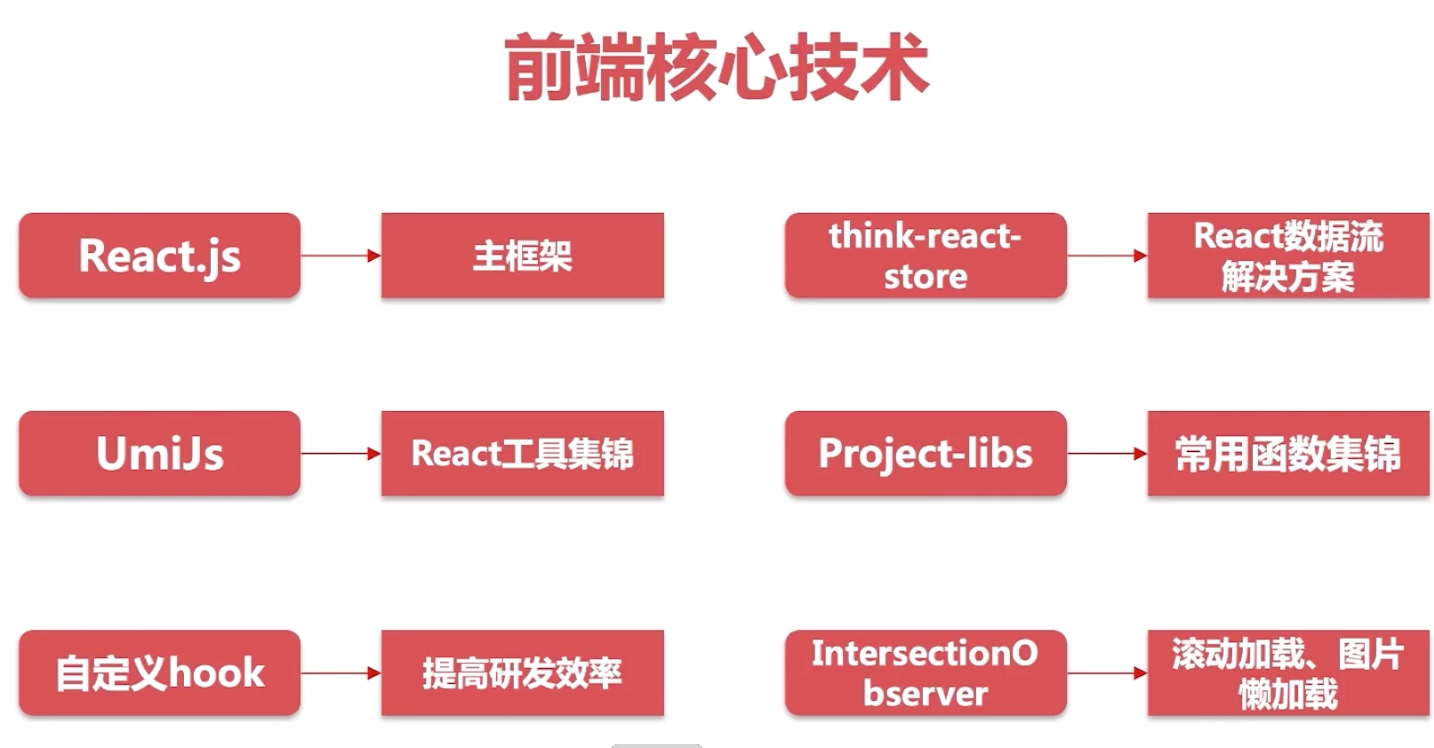 前端核心技术
React.js
主框架
think-react-
store
React数据流
解决方案
UmiJs
React工具集锦
Project-libs
常用函数集锦
自定义hook
提高研发效率
IntersectionO
bserver
滚动加载、图片
懒加载